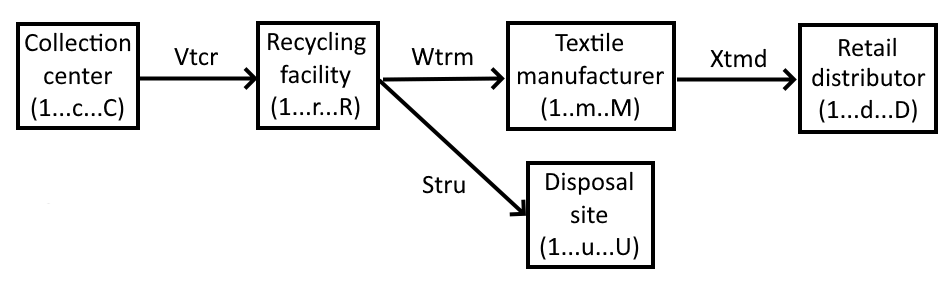 Collection
center
(1...c...C)
Vtcr
Recycling
facility
(1...r...R)
Wtrm
Textile
manufacturer
(1..m..M)
Xtmd
Retail
distributor
(1...d...D)
Stru
Disposal
site
(1...u...U)